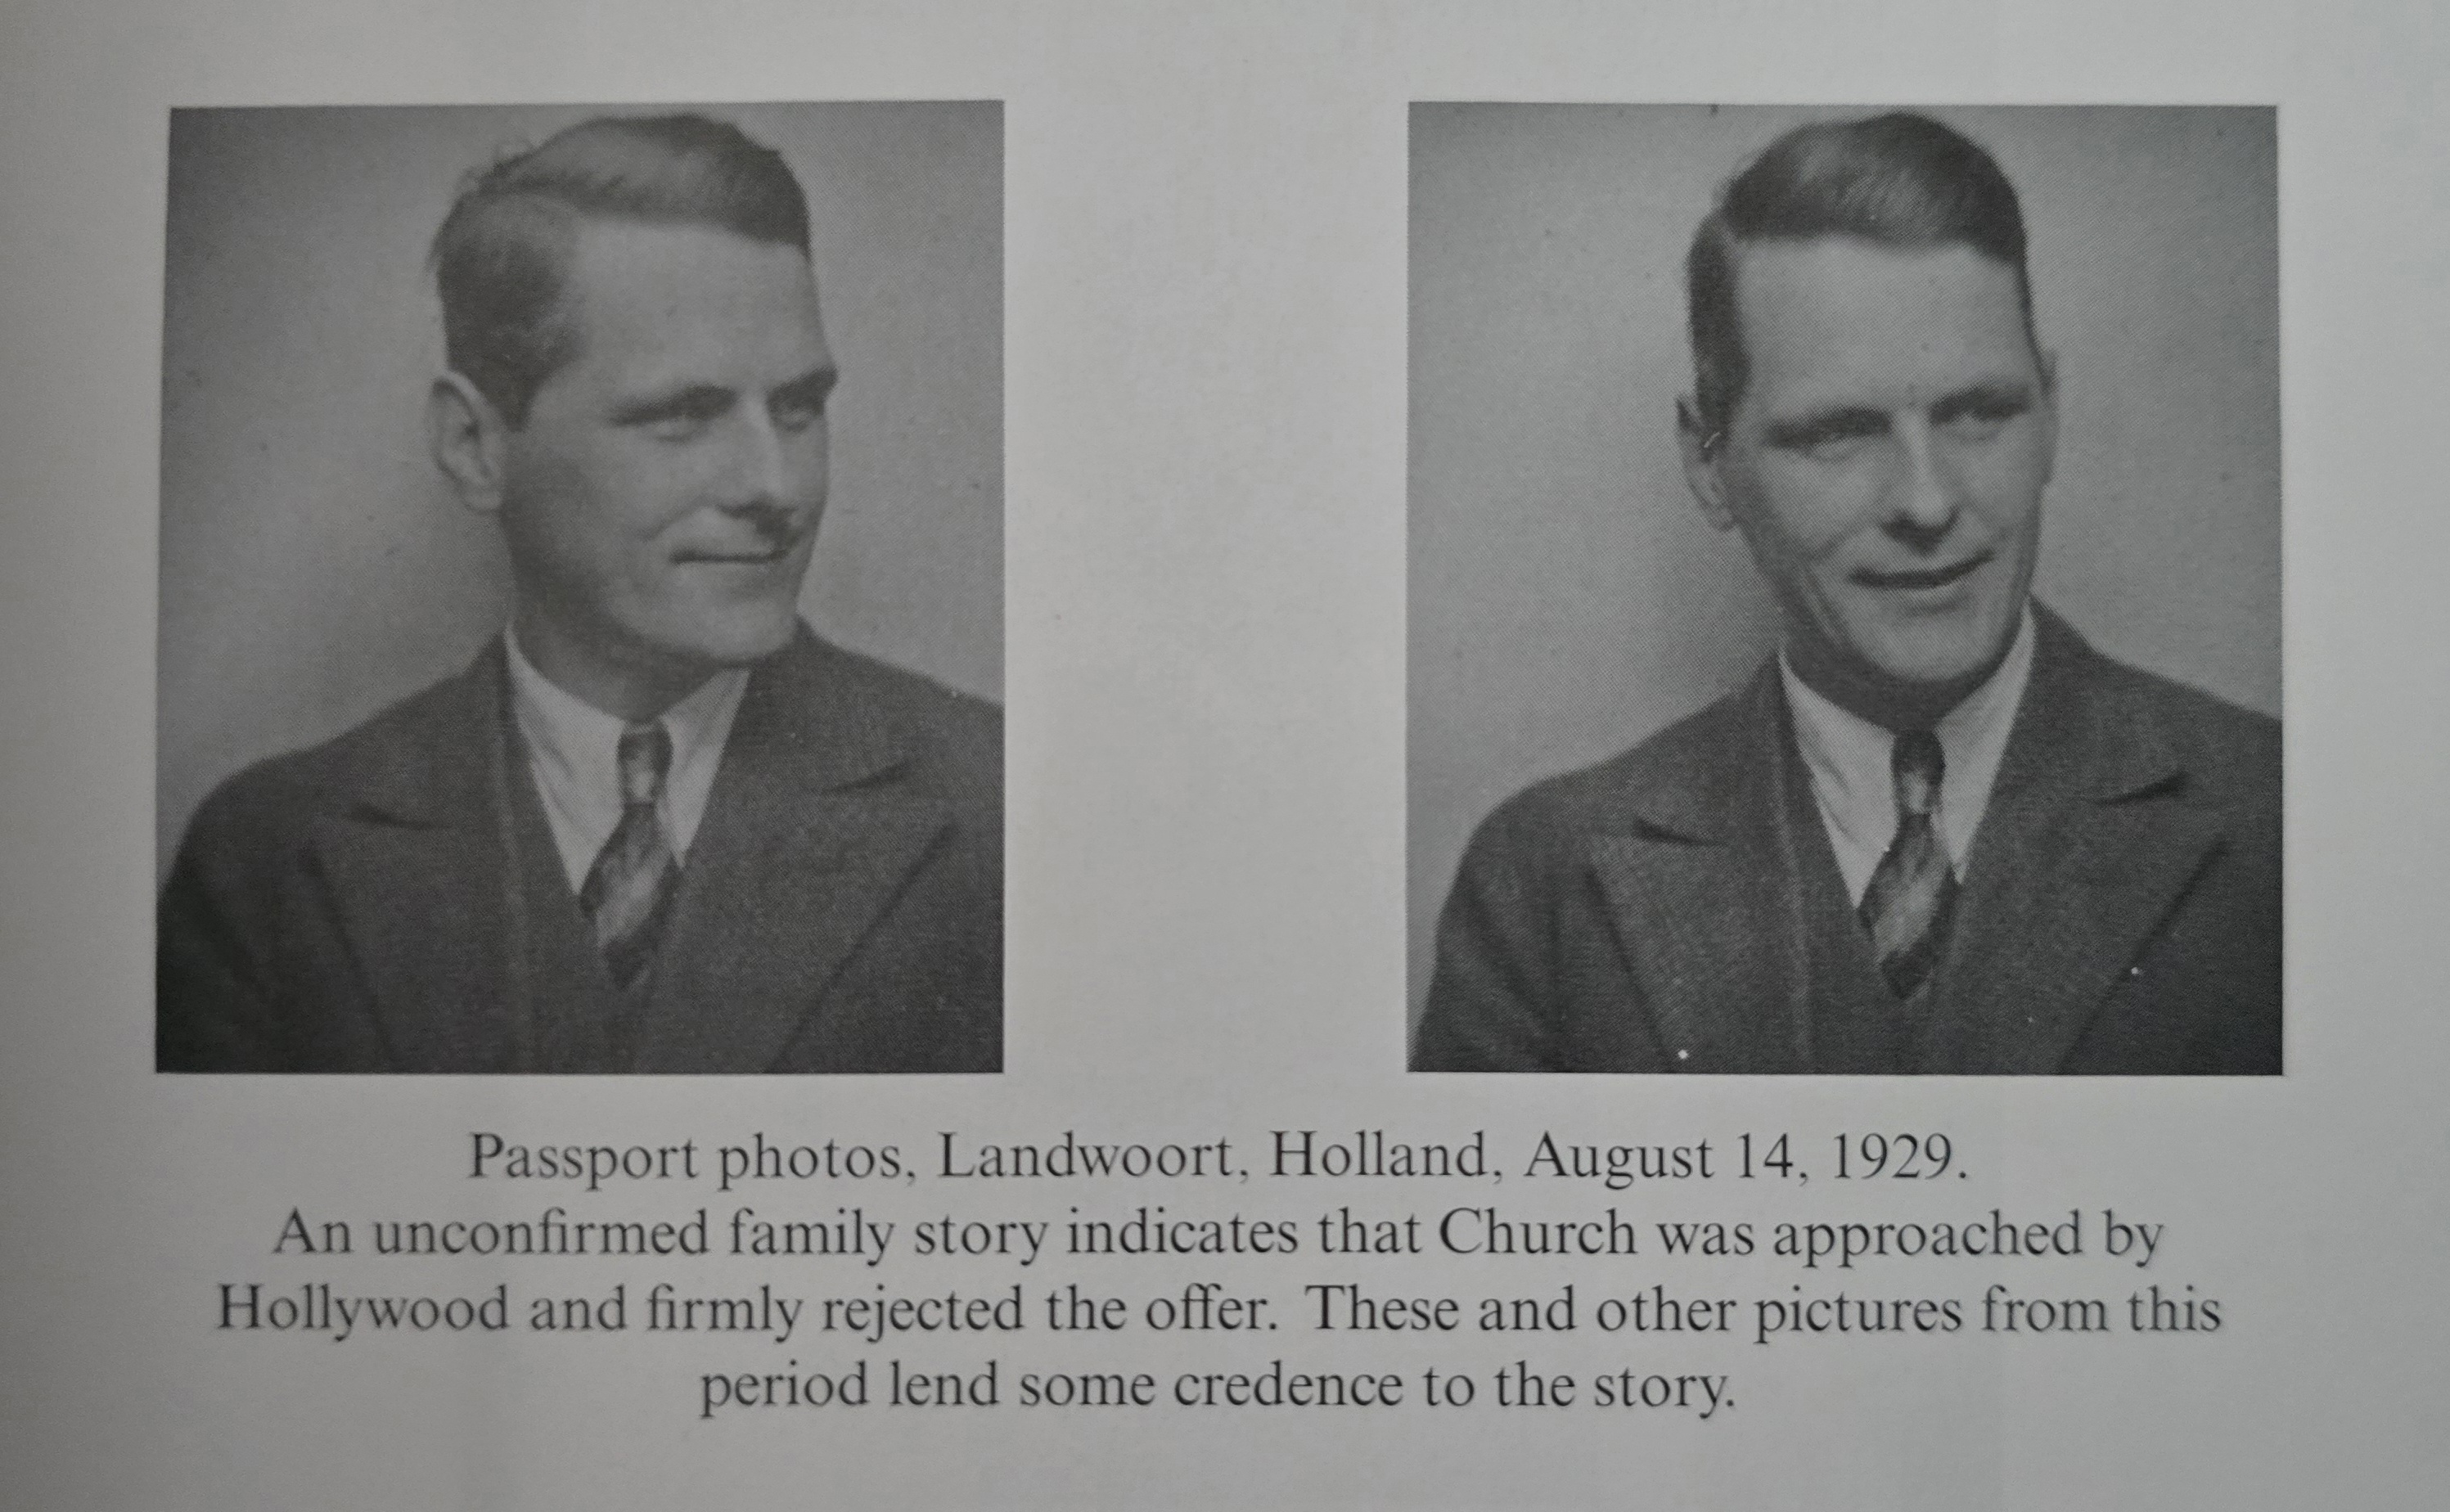 Passport photos, Landwoort, Holland, August 14, 1929.
An unconfirmed family story indicates that Church was approached by
Hollywood and firmly rejected the offer. These and other pictures from this
period lend some credence to the story.